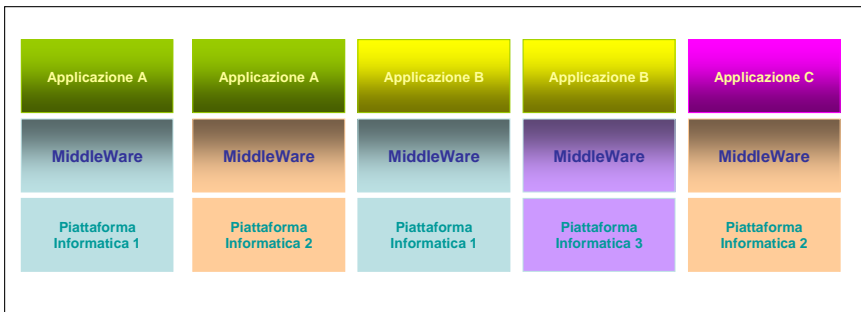 Applicazione A
Applicazione A
Applicazione B
Applicazione B
Applicazione C
MiddleWare
MiddleWare
MiddleWare
MiddleWare
MiddleWare
Piattaforma
Informatica 1
Piattaforma
Informatica 2
Piattaforma
Informatica 1
Piattaforma
Informatica 3
Piattaforma
Informatica 2